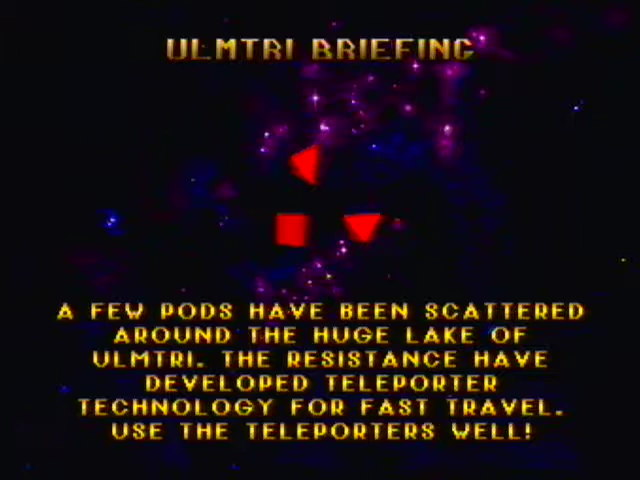 ULMTRI BRIEFING
A FEW PODS HAVE BEEN SCATTERED
AROUND THE HUGE LAKE OF
ULMTRI. THE RESISTANCE HAVE
DEVELOPED TELEPORTER
TECHNOLOGY FOR FAST TRAVEL.
USE THE TELEPORTERS WELL!